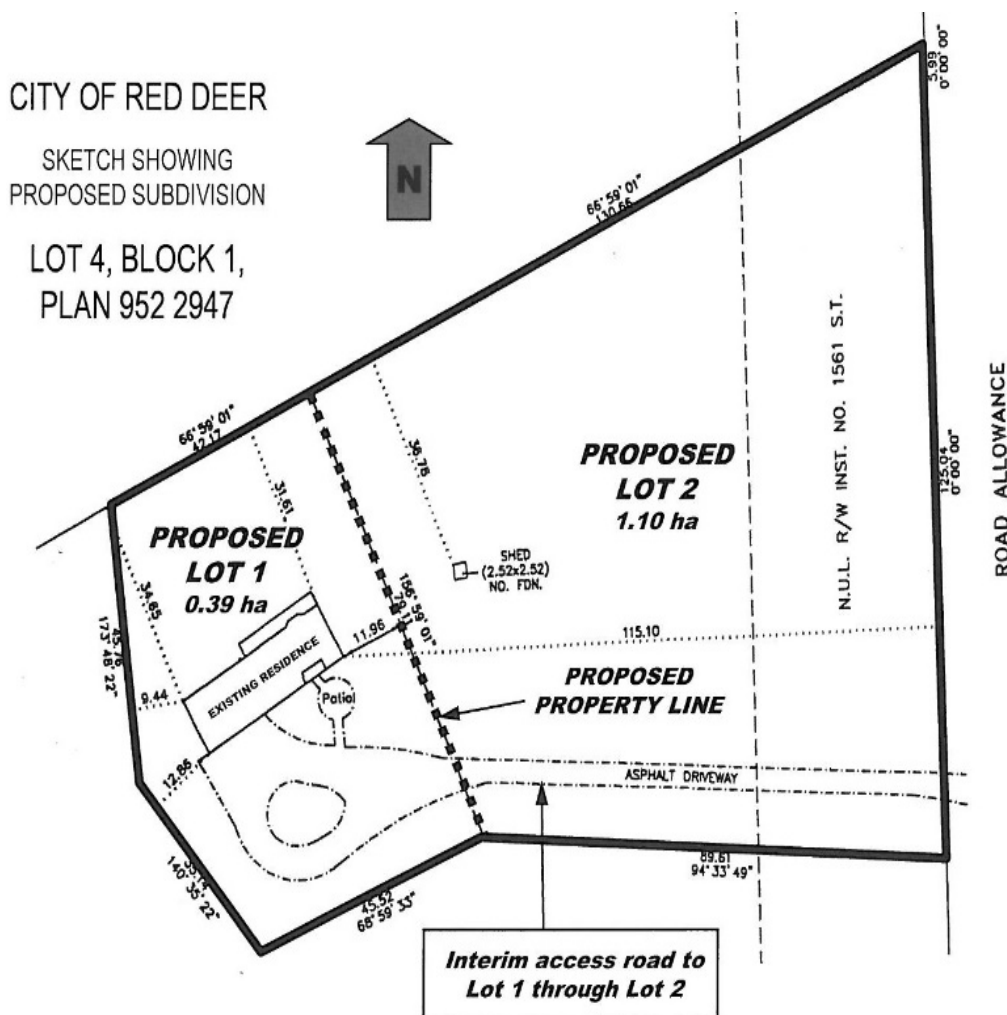 CITY OF RED DEER
SKETCH SHOWING
PROPOSED SUBDIVISION
LOT 4, BLOCK 1,
PLAN 952 2947
N
5.99
0°00'00"
66°59'01"
130.66
66°59'01"
42.17
PROPOSED
LOT 1
0.39 ha
31.61
36.78
PROPOSED
LOT 2
1.10 ha
N.U.L. R/W INST. NO. 1561 S.T.
125.04
0°00'00"
ROAD ALLOWANCE
SHED
(2.52x2.52)
NO. FDN.
34.65
45.76
173°48'22"
9.44
EXISTING RESIDENCE
11.96
156°59'01"
79.11
115.10
Patio
PROPOSED
PROPERTY LINE
12.86
ASPHALT DRIVEWAY
140°35'22"
45.52
68°59'33"
89.61
94°33'49"
Interim access road to
Lot 1 through Lot 2